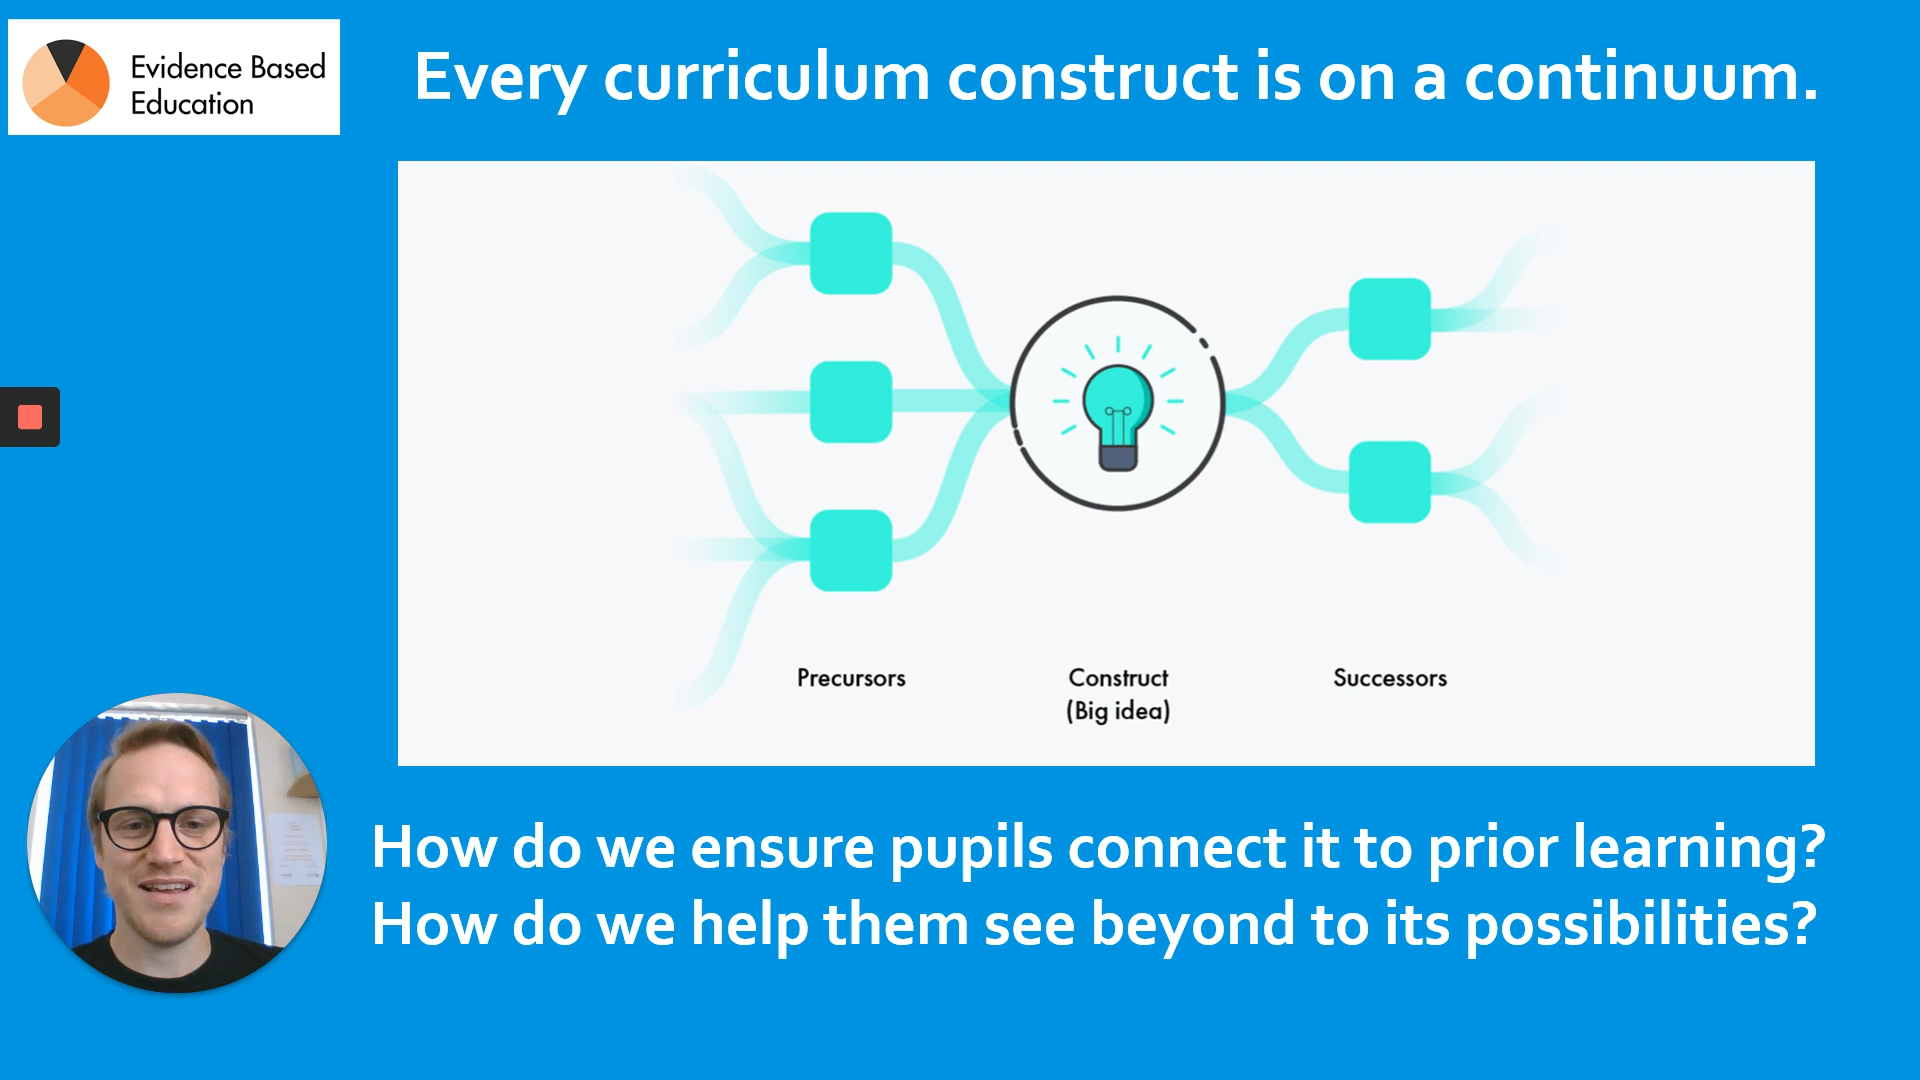 Evidence Based
Education
Every curriculum construct is on a continuum.
Precursors
Construct
(Big idea)
Successors
How do we ensure pupils connect it to prior learning?
How do we help them see beyond to its possibilities?